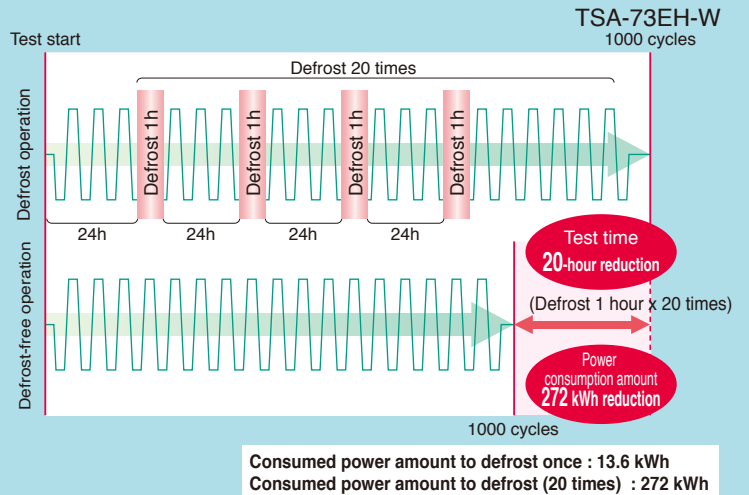 TSA-73EH-W
Test start
1000 cycles
Defrost 20 times
Defrost operation
Defrost 1h
Defrost 1h
Defrost 1h
Defrost 1h
24h
24h
24h
24h
Test time
20-hour reduction
Defrost-free operation
(Defrost 1 hour x 20 times)
Power
consumption amount
272 kWh reduction
1000 cycles
Consumed power amount to defrost once : 13.6 kWh
Consumed power amount to defrost (20 times) : 272 kWh